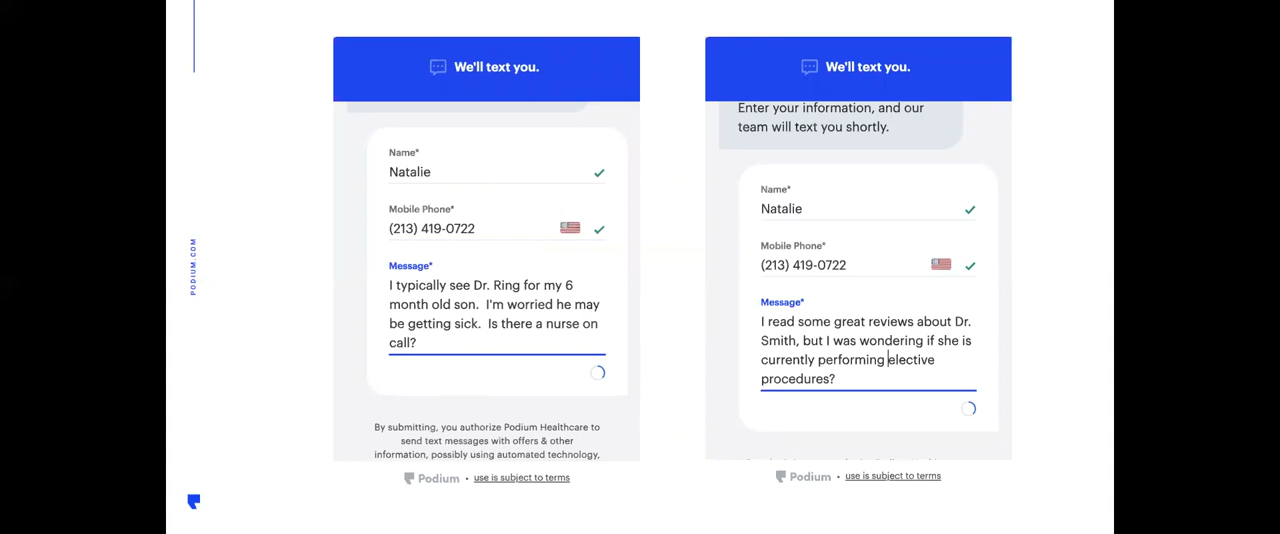 PODIUM.COM
We'll text you.
Name*
Natalie
Mobile Phone*
(213) 419-0722
Message*
I typically see Dr. Ring for my 6
month old son. I'm worried he may
be getting sick. Is there a nurse on
call?
By submitting, you authorize Podium Healthcare to
send text messages with offers & other
information, possibly using automated technology,
Podium • use is subject to terms
We'll text you.
Enter your information, and our
team will text you shortly.
Name*
Natalie
Mobile Phone*
(213) 419-0722
Message*
I read some great reviews about Dr.
Smith, but I was wondering if she is
currently performing elective
procedures?
Podium • use is subject to terms